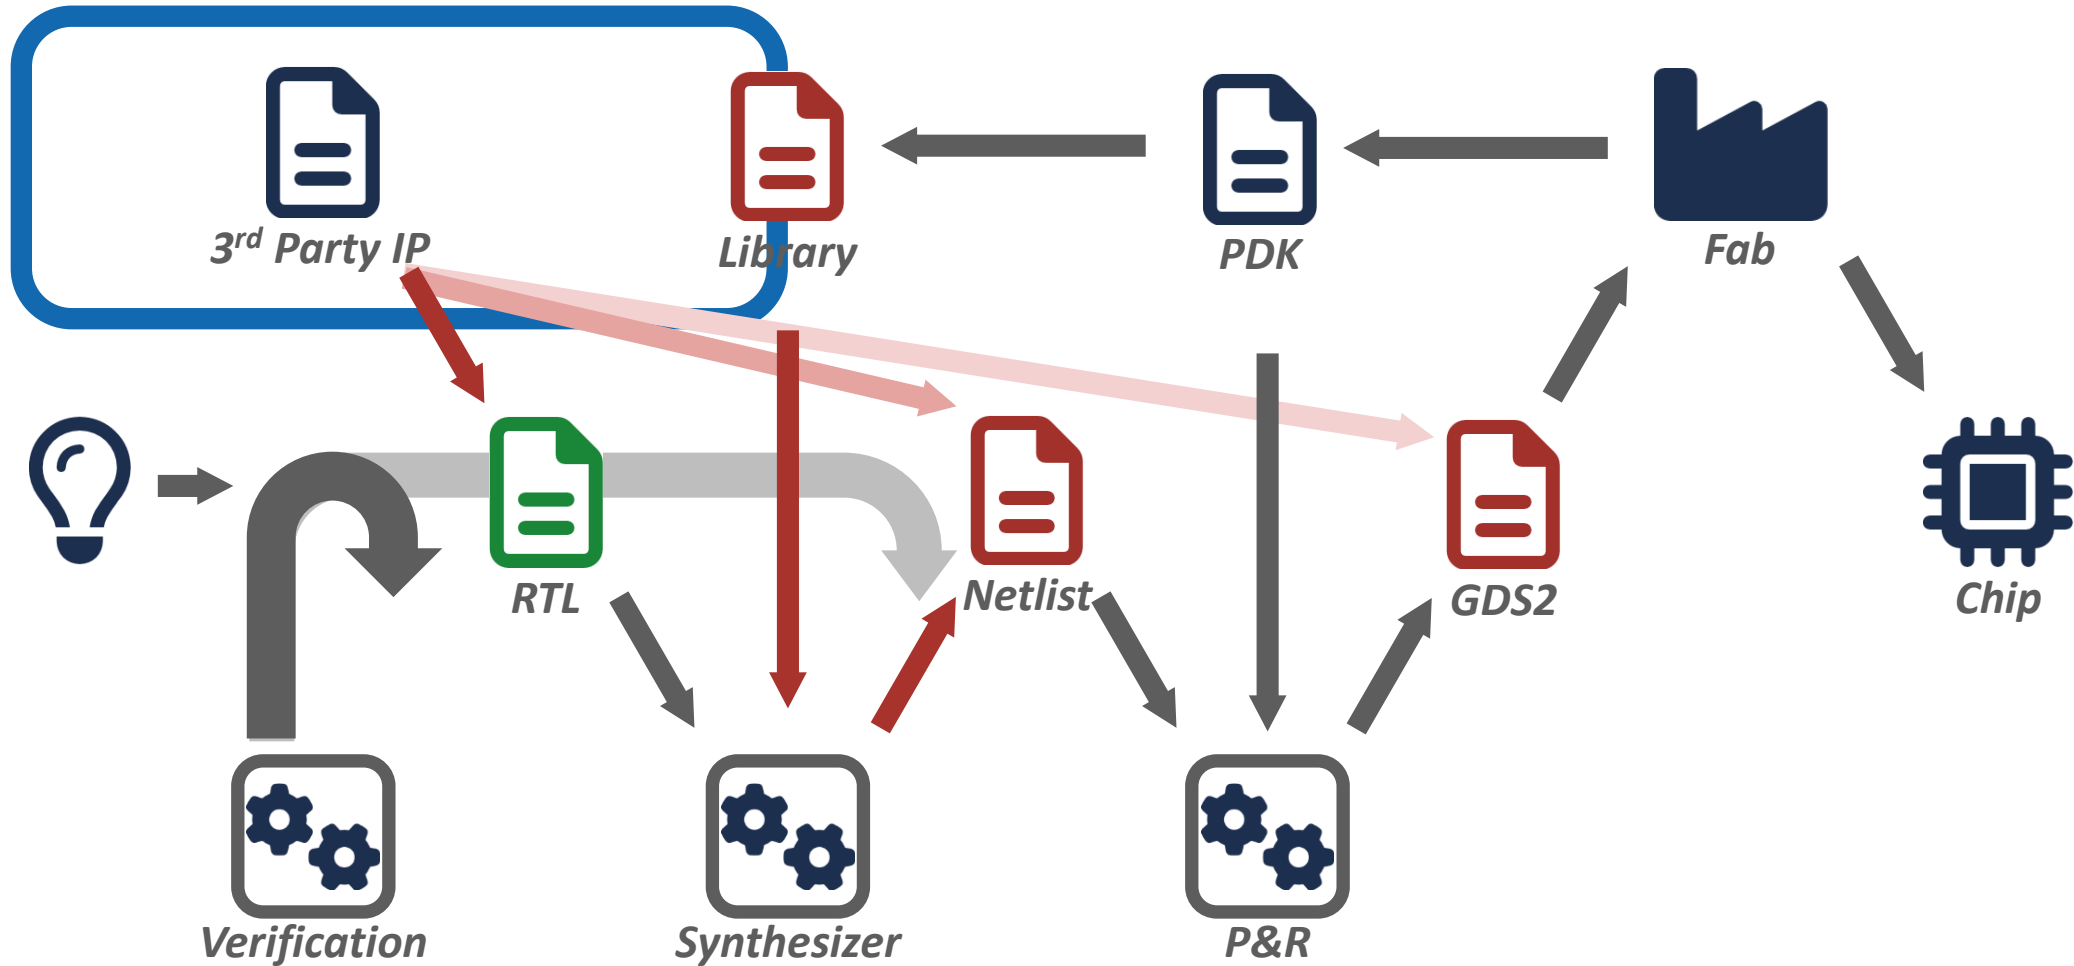 3rd Party IP
Library
PDK
Fab
RTL
Netlist
GDS2
Chip
Verification
Synthesizer
P&R